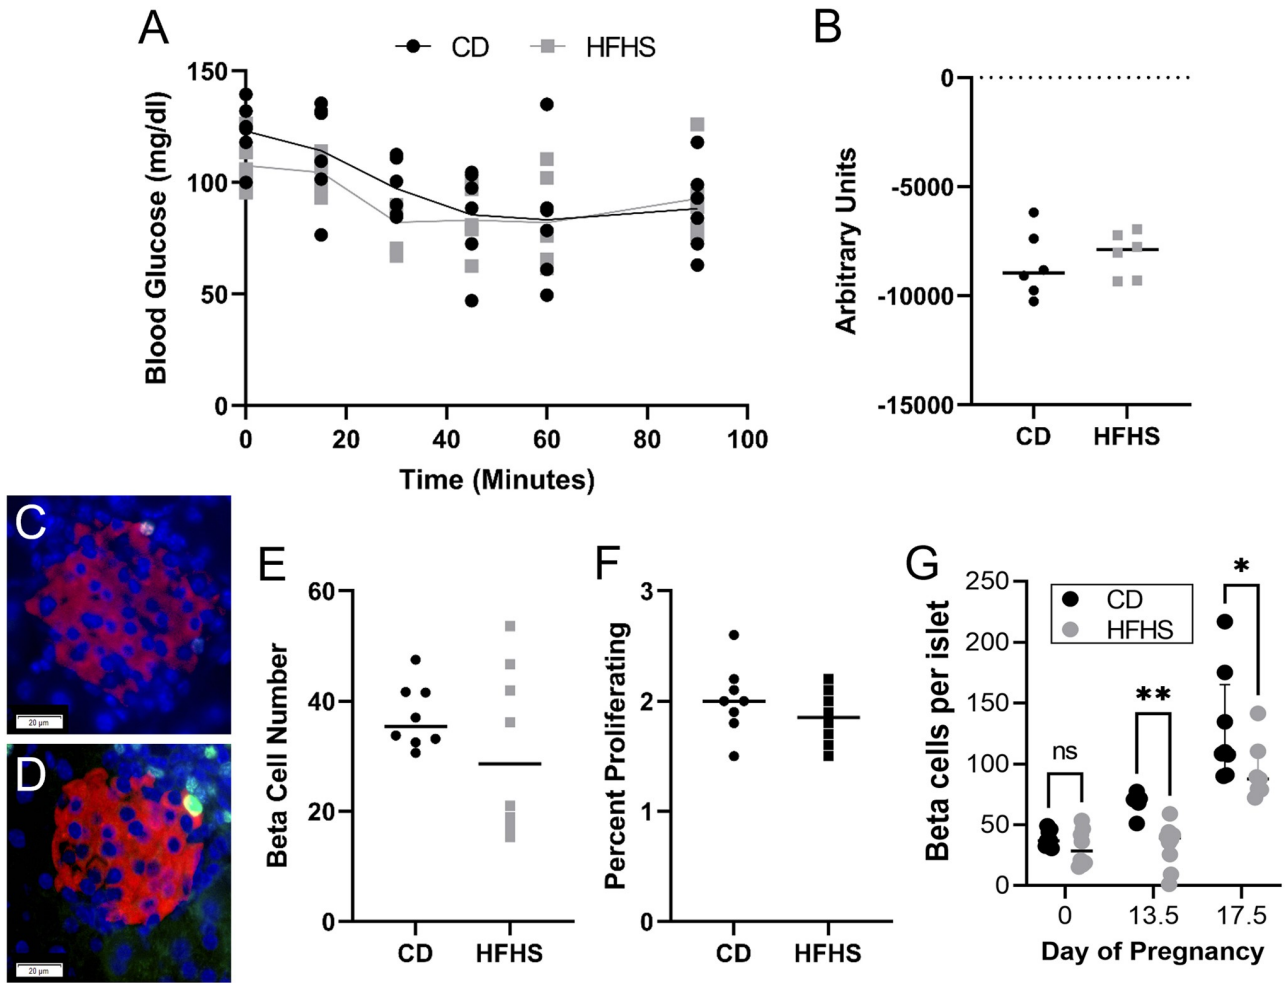 A
CD
HFHS
Blood Glucose (mg/dl)
150
100
50
0
0 20 40 60 80 100
Time (Minutes)
B
Arbitrary Units
0
-5000
-10000
-15000
CD HFHS
C
20 µm
D
20 µm
E
Beta Cell Number
60
40
20
0
CD HFHS
F
Percent Proliferating
3
2
1
0
CD HFHS
G
Beta cells per islet
250
200
150
100
50
0
CD
HFHS
ns
**
*
0 13.5 17.5
Day of Pregnancy